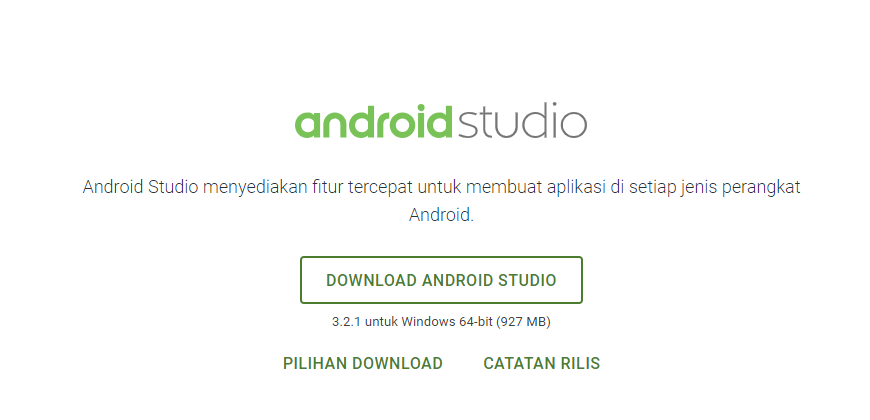 androidstudio
Android Studio menyediakan fitur tercepat untuk membuat aplikasi di setiap jenis perangkat
Android.
DOWNLOAD ANDROID STUDIO
3.2.1 untuk Windows 64-bit (927 MB)
PILIHAN DOWNLOAD CATATAN RILIS